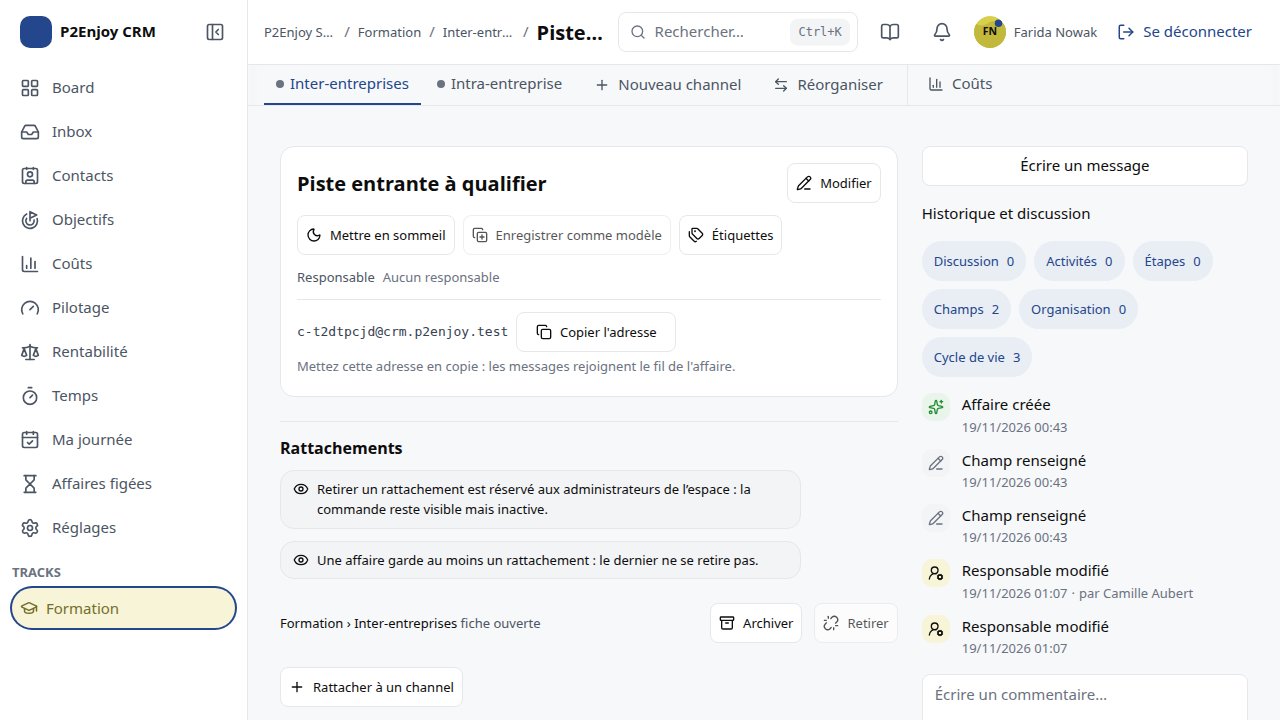 P2Enjoy CRM
Board
Inbox
Contacts
Objectifs
Coûts
Pilotage
Rentabilité
Temps
Ma journée
Affaires figées
Réglages
TRACKS
Formation
P2Enjoy S... / Formation / Inter-entr... / Piste...
Rechercher... Ctrl+K
FN Farida Nowak
Se déconnecter
Inter-entreprises
Intra-entreprise
Nouveau channel
Réorganiser
Coûts
Piste entrante à qualifier
Modifier
Mettre en sommeil
Enregistrer comme modèle
Étiquettes
Responsable Aucun responsable
c-t2dtpcjd@crm.p2enjoy.test
Copier l'adresse
Mettez cette adresse en copie : les messages rejoignent le fil de l'affaire.
Rattachements
Retirer un rattachement est réservé aux administrateurs de l'espace : la
commande reste visible mais inactive.
Une affaire garde au moins un rattachement : le dernier ne se retire pas.
Formation › Inter-entreprises fiche ouverte
Archiver
Retirer
Rattacher à un channel
Écrire un message
Historique et discussion
Discussion 0
Activités 0
Étapes 0
Champs 2
Organisation 0
Cycle de vie 3
Affaire créée
19/11/2026 00:43
Champ renseigné
19/11/2026 00:43
Champ renseigné
19/11/2026 00:43
Responsable modifié
19/11/2026 01:07 · par Camille Aubert
Responsable modifié
19/11/2026 01:07
Écrire un commentaire...